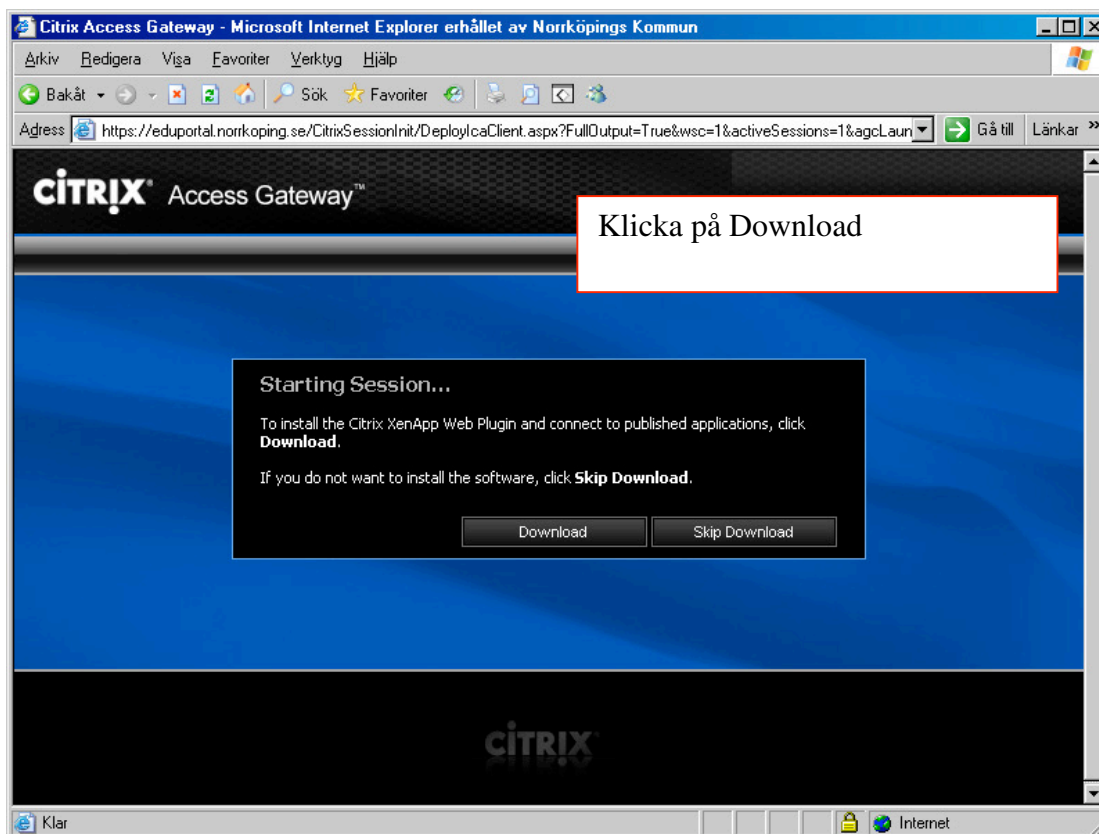 Citrix Access Gateway - Microsoft Internet Explorer erhållet av Norrköpings Kommun
Arkiv Redigera Visa Favoriter Verktyg Hjälp
Bakåt Sök Favoriter
Adress https://eduportal.norrkoping.se/CitrixSessionInit/DeployIcaClient.aspx?FullOutput=True&wsc=1&activeSessions=1&agcLaun Gå till Länkar »
CİTRIX® Access Gateway™
Klicka på Download
Starting Session...
To install the Citrix XenApp Web Plugin and connect to published applications, click
Download.
If you do not want to install the software, click Skip Download.
Download Skip Download
CITRIX
Klar Internet